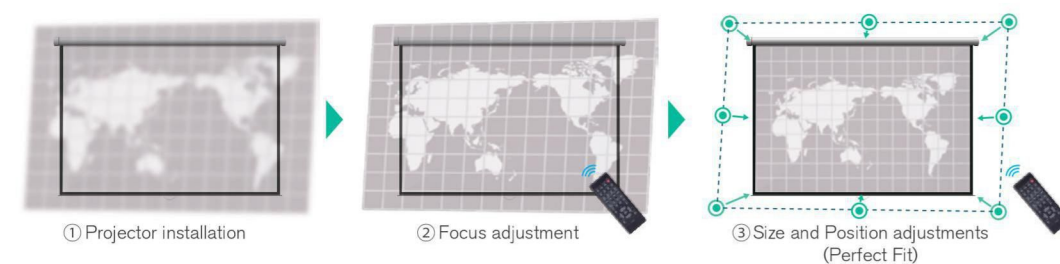 ① Projector installation
② Focus adjustment
③ Size and Position adjustments
(Perfect Fit)